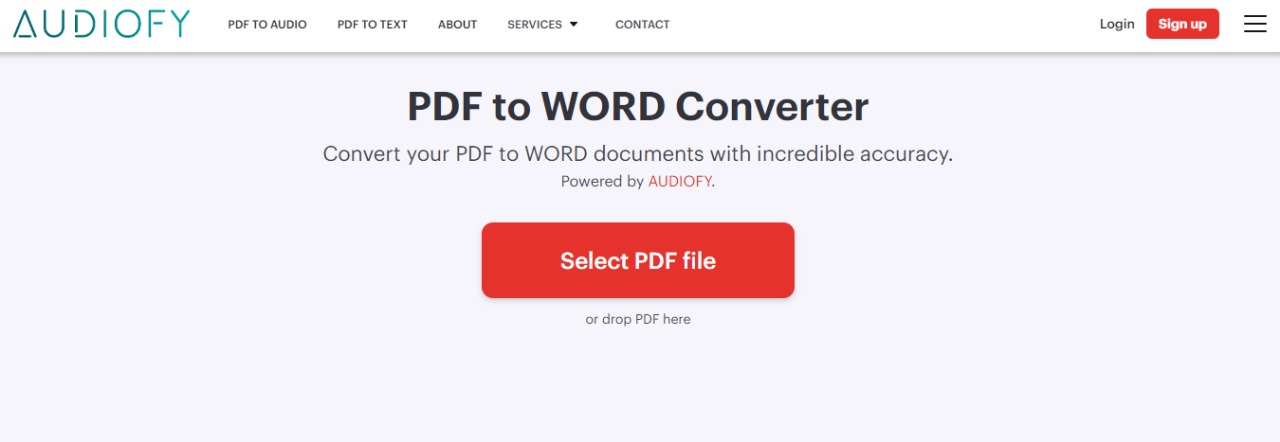 AUDIOFY PDF TO AUDIO PDF TO TEXT ABOUT SERVICES CONTACT Login Sign up
PDF to WORD Converter
Convert your PDF to WORD documents with incredible accuracy.
Powered by AUDIOFY.
Select PDF file
or drop PDF here